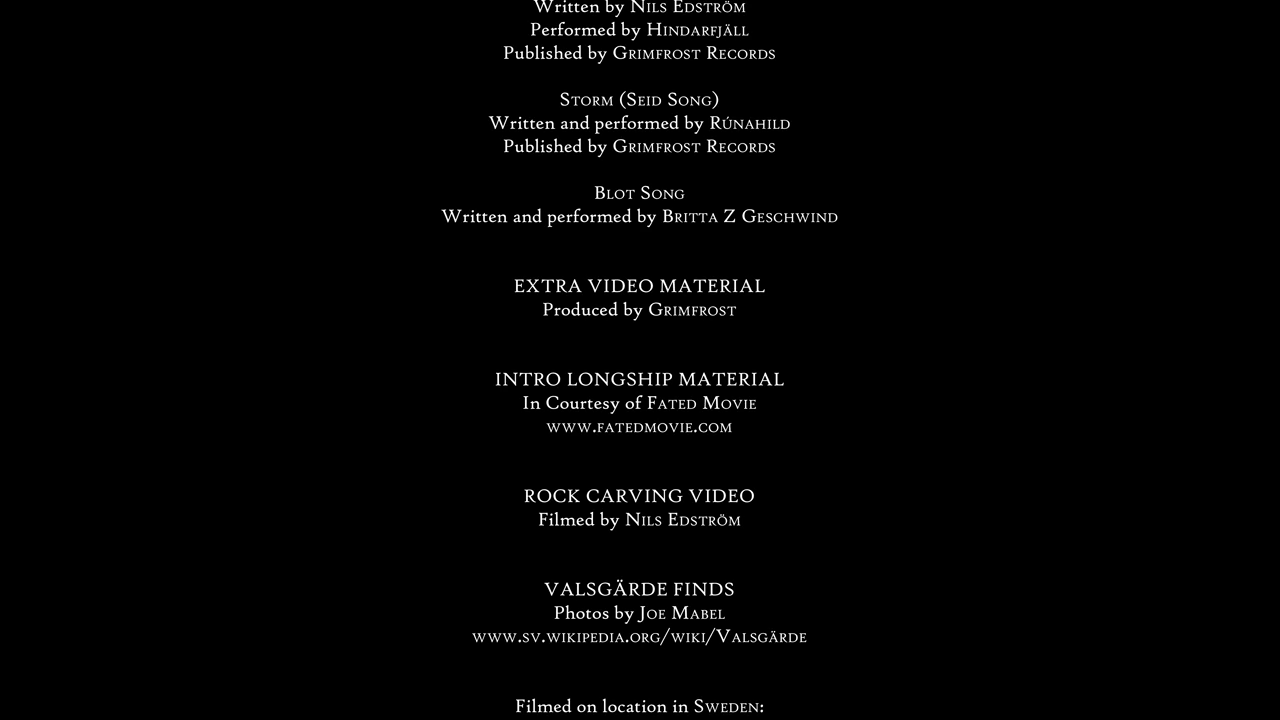 Written by Nils Edström
Performed by Hindarfjäll
Published by Grimfrost Records
Storm (Seid Song)
Written and performed by Rúnahild
Published by Grimfrost Records
Blot Song
Written and performed by Britta Z Geschwind
EXTRA VIDEO MATERIAL
Produced by Grimfrost
INTRO LONGSHIP MATERIAL
In Courtesy of Fated Movie
www.fatedmovie.com
ROCK CARVING VIDEO
Filmed by Nils Edström
VALSGÄRDE FINDS
Photos by Joe Mabel
www.sv.wikipedia.org/wiki/Valsgärde
Filmed on location in Sweden: